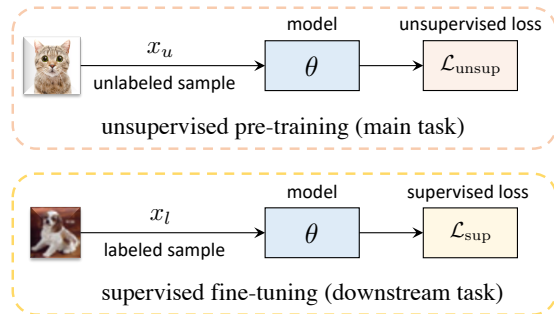 model
unsupervised loss
x_u
unlabeled sample
θ
ℒ_unsup
unsupervised pre-training (main task)
model
supervised loss
x_l
labeled sample
θ
ℒ_sup
supervised fine-tuning (downstream task)